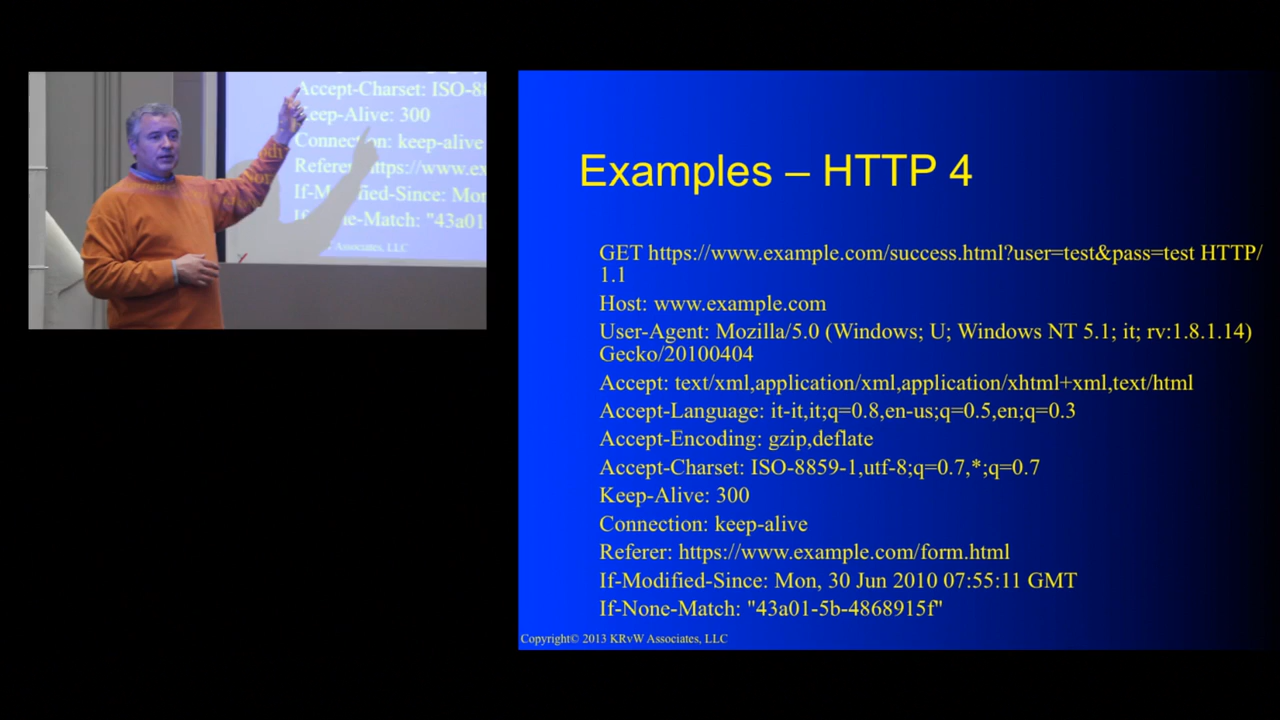 Accept-Charset: ISO-88
Keep-Alive: 300
Connection: keep-alive
Referer: https://www.ex
If-Modified-Since: Mon
If-None-Match: "43a01
Associates, LLC
Examples – HTTP 4
GET https://www.example.com/success.html?user=test&pass=test HTTP/
1.1
Host: www.example.com
User-Agent: Mozilla/5.0 (Windows; U; Windows NT 5.1; it; rv:1.8.1.14)
Gecko/20100404
Accept: text/xml,application/xml,application/xhtml+xml,text/html
Accept-Language: it-it,it;q=0.8,en-us;q=0.5,en;q=0.3
Accept-Encoding: gzip,deflate
Accept-Charset: ISO-8859-1,utf-8;q=0.7,*;q=0.7
Keep-Alive: 300
Connection: keep-alive
Referer: https://www.example.com/form.html
If-Modified-Since: Mon, 30 Jun 2010 07:55:11 GMT
If-None-Match: "43a01-5b-4868915f"
Copyright© 2013 KRvW Associates, LLC